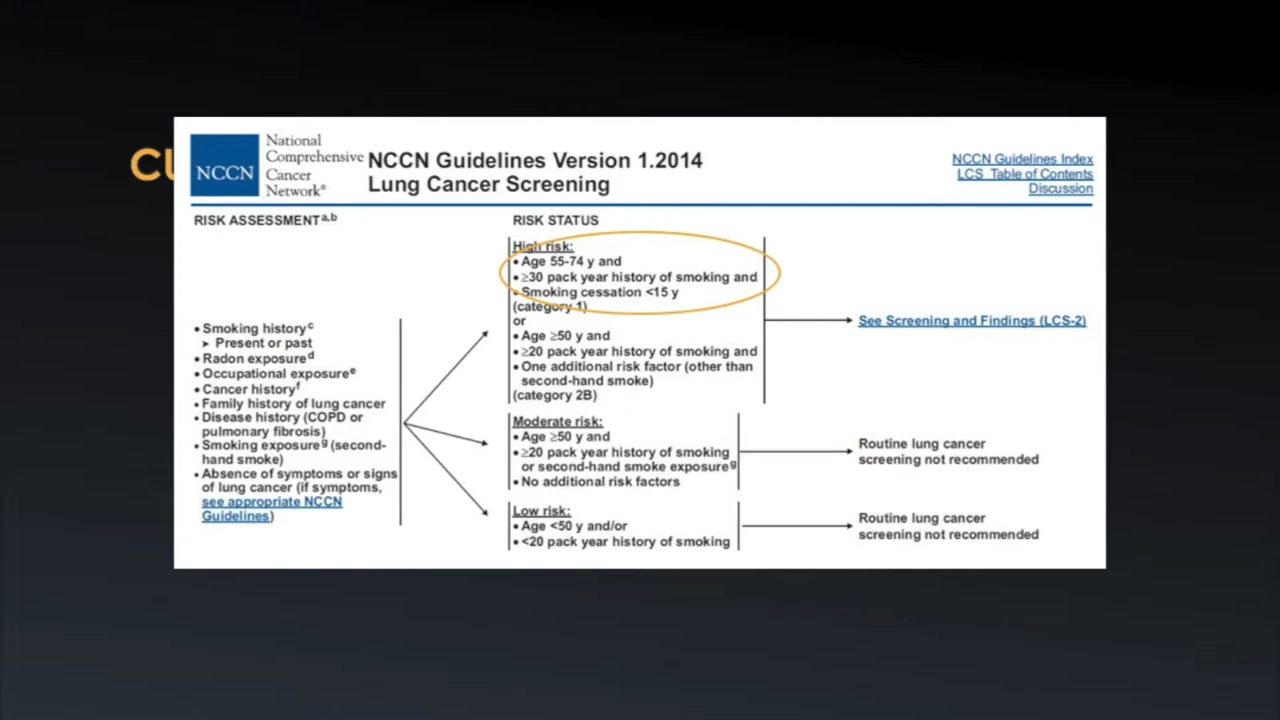 CU
NCCN
National
Comprehensive
Cancer
Network®
NCCN Guidelines Version 1.2014
Lung Cancer Screening
NCCN Guidelines Index
LCS Table of Contents
Discussion
RISK ASSESSMENTa,b
• Smoking historyc
➤ Present or past
• Radon exposured
• Occupational exposuree
• Cancer historyf
• Family history of lung cancer
• Disease history (COPD or
pulmonary fibrosis)
• Smoking exposureg (second-
hand smoke)
• Absence of symptoms or signs
of lung cancer (if symptoms,
see appropriate NCCN
Guidelines)
RISK STATUS
High risk:
• Age 55-74 y and
• ≥30 pack year history of smoking and
• Smoking cessation <15 y
(category 1)
or
• Age ≥50 y and
• ≥20 pack year history of smoking and
• One additional risk factor (other than
second-hand smoke)
(category 2B)
See Screening and Findings (LCS-2)
Moderate risk:
• Age ≥50 y and
• ≥20 pack year history of smoking
or second-hand smoke exposureg
• No additional risk factors
Routine lung cancer
screening not recommended
Low risk:
• Age <50 y and/or
• <20 pack year history of smoking
Routine lung cancer
screening not recommended